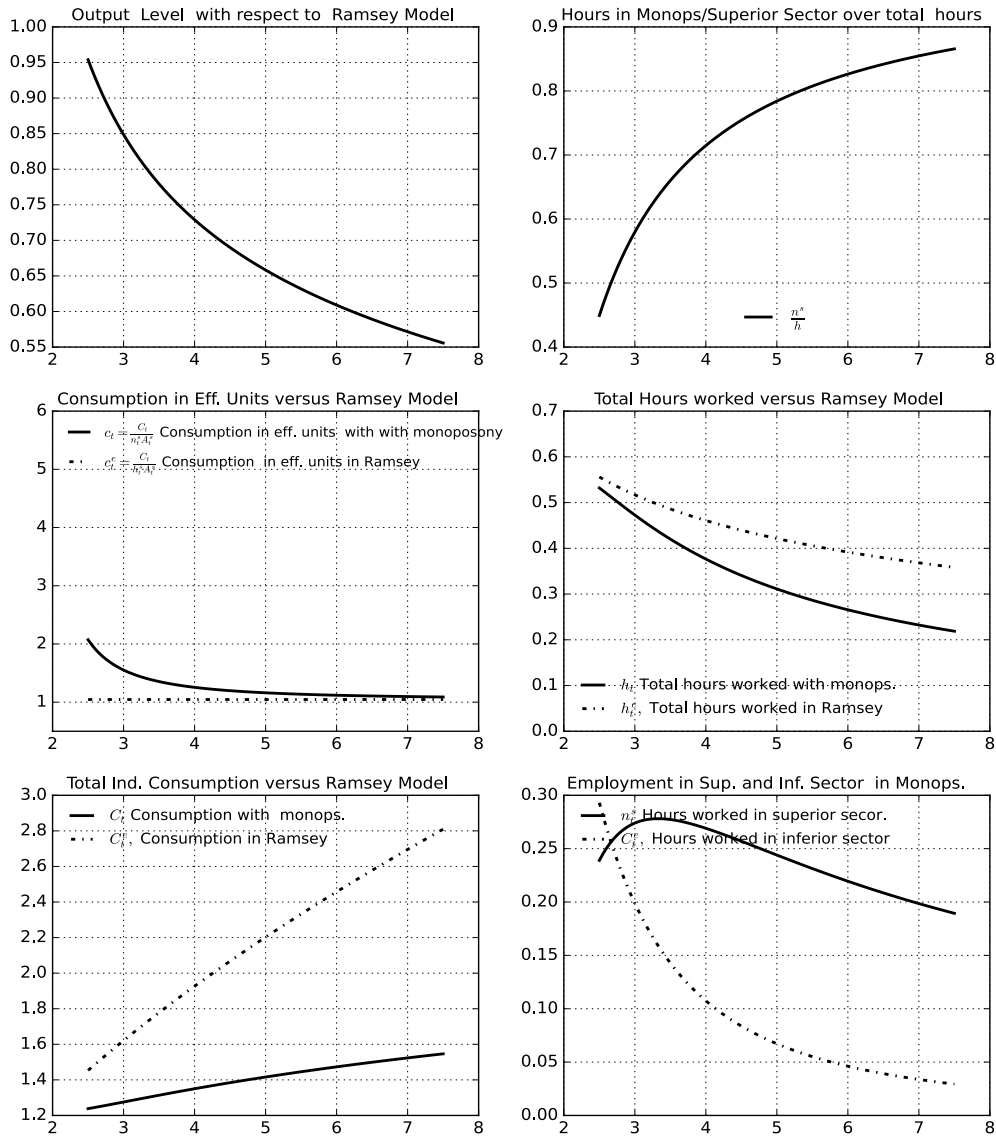 Output Level with respect to Ramsey Model
1.00
0.95
0.90
0.85
0.80
0.75
0.70
0.65
0.60
0.55
2 3 4 5 6 7 8
Hours in Monops/Superior Sector over total hours
0.9
0.8
0.7
0.6
0.5
0.4
n^s/h
2 3 4 5 6 7 8
Consumption in Eff. Units versus Ramsey Model
6
5
4
3
2
1
c_t = C_t/(n_t^s A_t^s) Consumption in eff. units with with monoposony
c_t^e = C_t/(h_t^s A_t^s) Consumption in eff. units in Ramsey
2 3 4 5 6 7 8
Total Hours worked versus Ramsey Model
0.7
0.6
0.5
0.4
0.3
0.2
0.1
0.0
h_t Total hours worked with monops.
h_t^e, Total hours worked in Ramsey
2 3 4 5 6 7 8
Total Ind. Consumption versus Ramsey Model
3.0
2.8
2.6
2.4
2.2
2.0
1.8
1.6
1.4
1.2
C_t Consumption with monops.
C_t^e, Consumption in Ramsey
2 3 4 5 6 7 8
Employment in Sup. and Inf. Sector in Monops.
0.30
0.25
0.20
0.15
0.10
0.05
0.00
n_t^s Hours worked in superior secor.
C_t^e, Hours worked in inferior sector
2 3 4 5 6 7 8